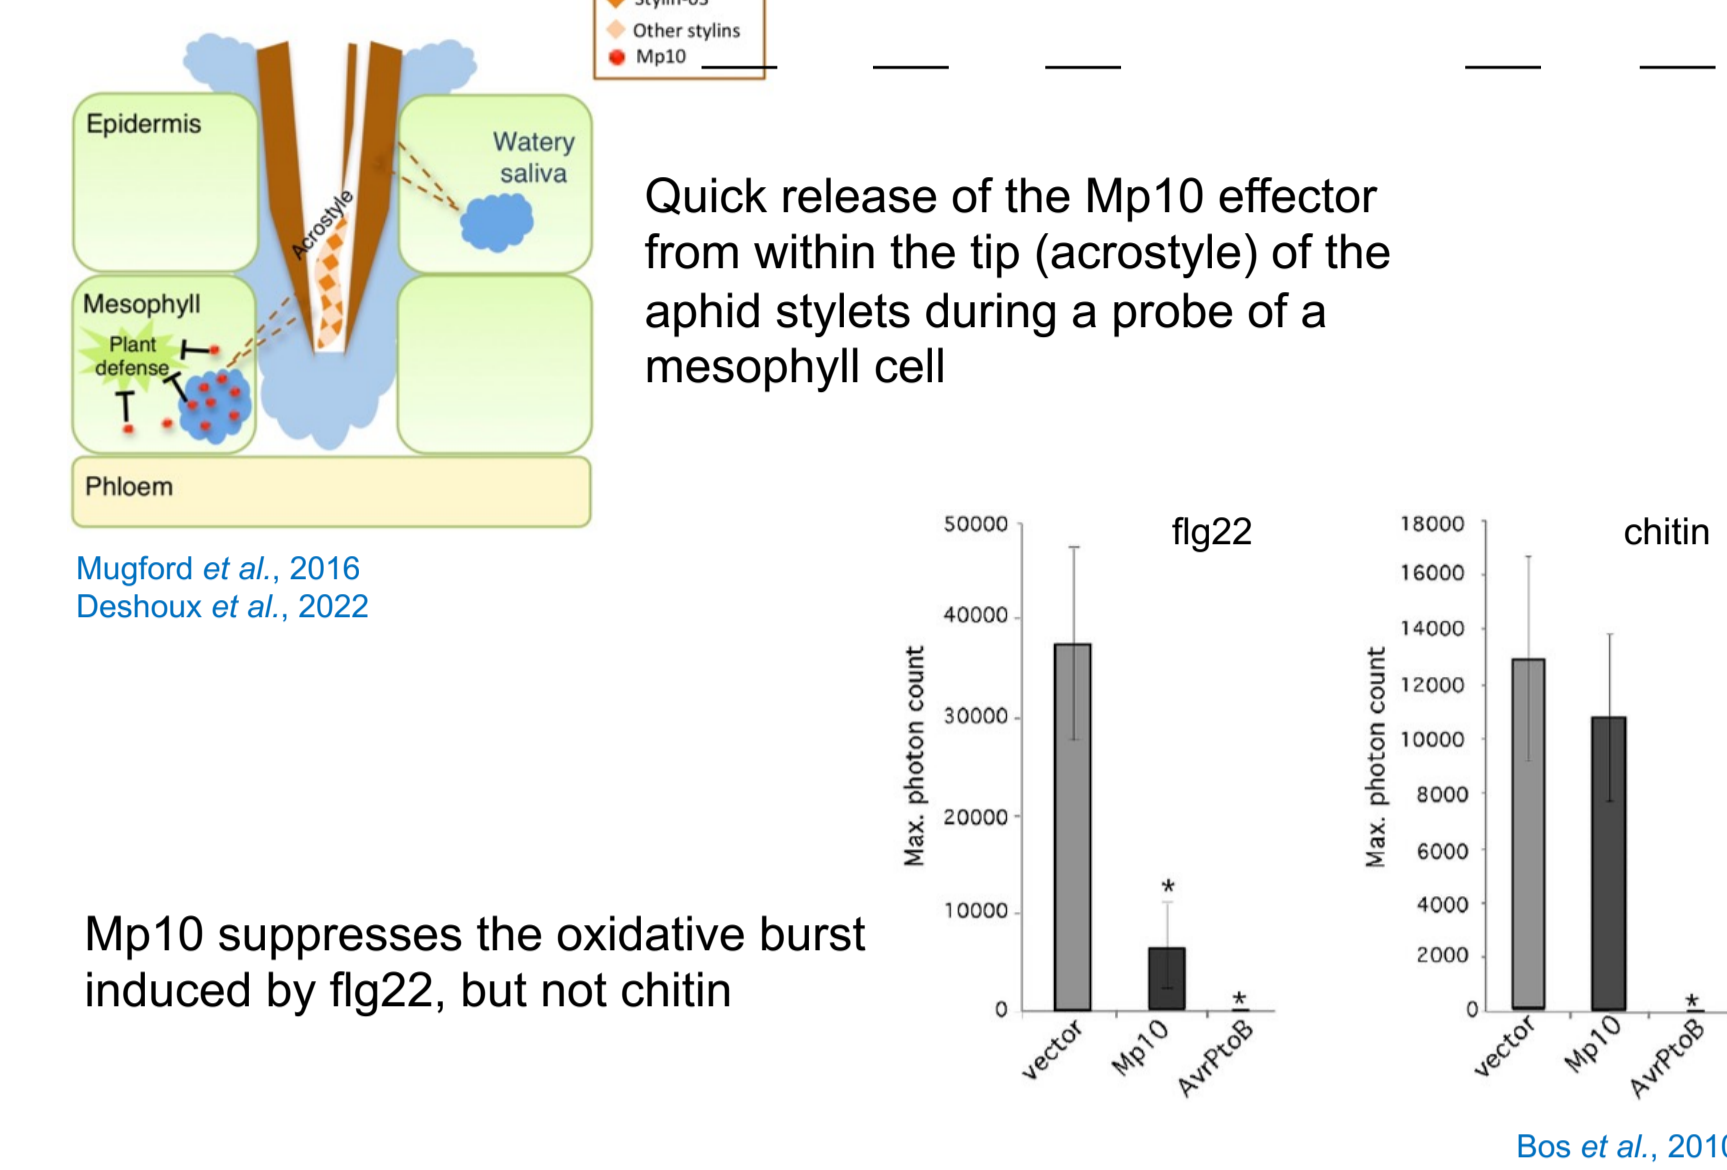 Other stylins
Mp10
Epidermis
Watery
saliva
Acrostyle
Mesophyll
Plant
defense
Phloem
Quick release of the Mp10 effector
from within the tip (acrostyle) of the
aphid stylets during a probe of a
mesophyll cell
Mugford et al., 2016
Deshoux et al., 2022
Mp10 suppresses the oxidative burst
induced by flg22, but not chitin
flg22
Max. photon count
50000
40000
30000
20000
10000
0
*
*
vector
Mp10
AvrPtoB
chitin
Max. photon count
18000
16000
14000
12000
10000
8000
6000
4000
2000
0
*
vector
Mp10
AvrPtoB
Bos et al., 2010